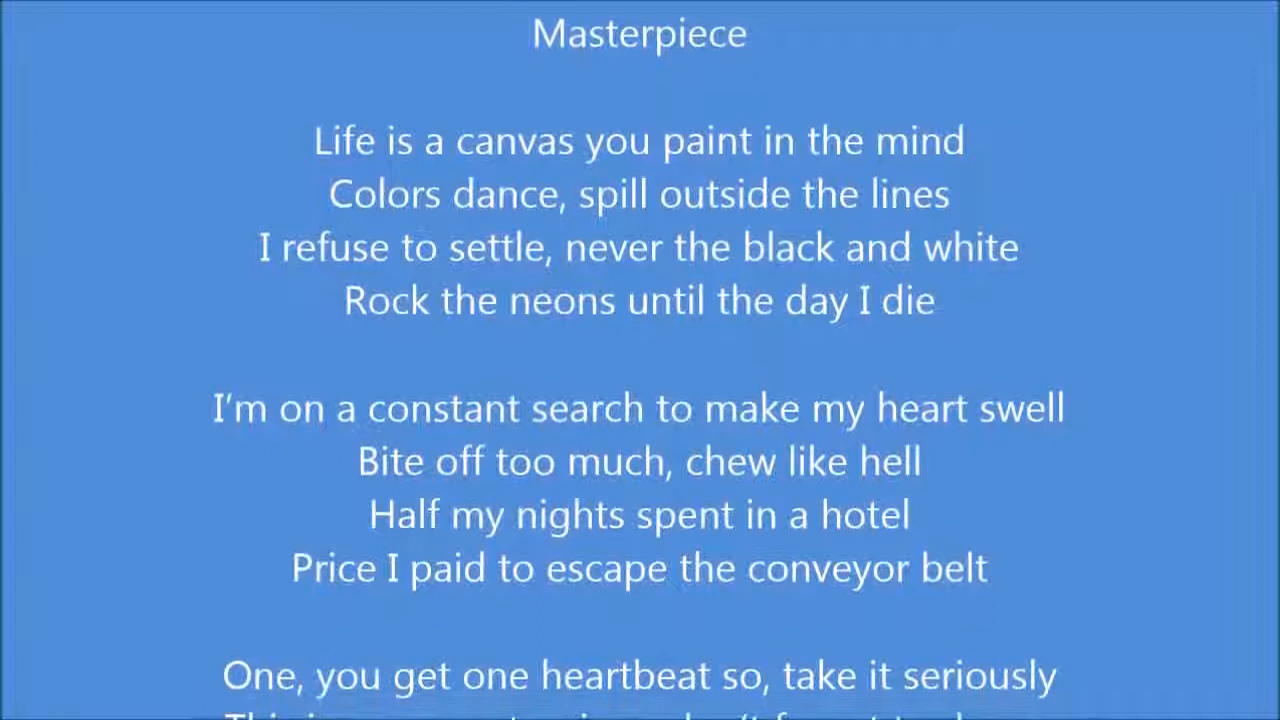 Masterpiece
Life is a canvas you paint in the mind
Colors dance, spill outside the lines
I refuse to settle, never the black and white
Rock the neons until the day I die
I'm on a constant search to make my heart swell
Bite off too much, chew like hell
Half my nights spent in a hotel
Price I paid to escape the conveyor belt
One, you get one heartbeat so, take it seriously